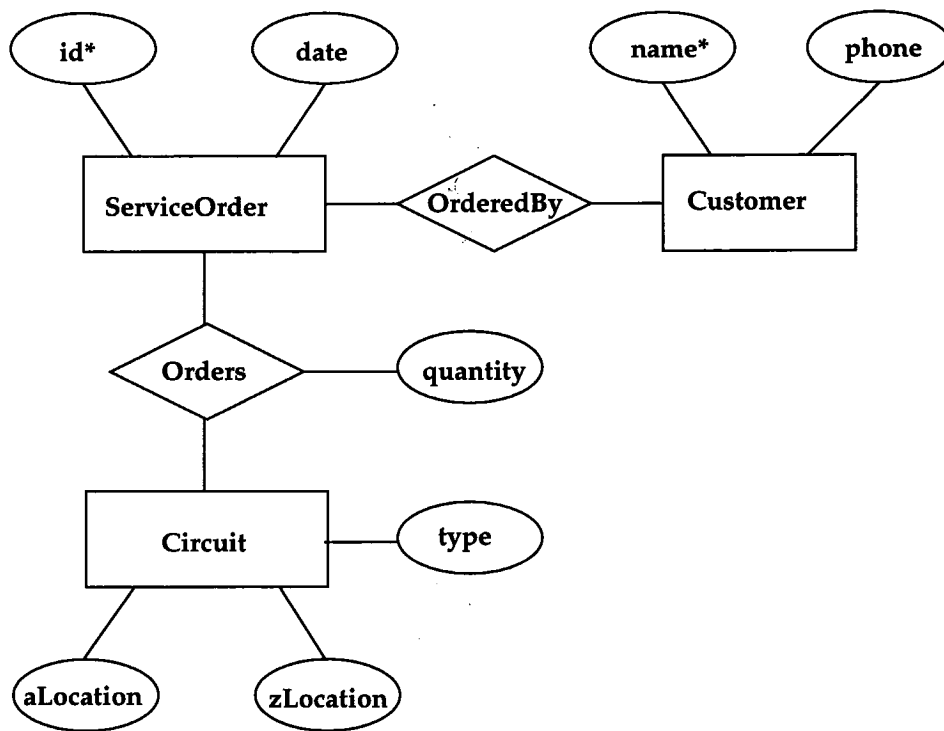 id*
date
name*
phone
ServiceOrder
OrderedBy
Customer
Orders
quantity
Circuit
type
aLocation
zLocation